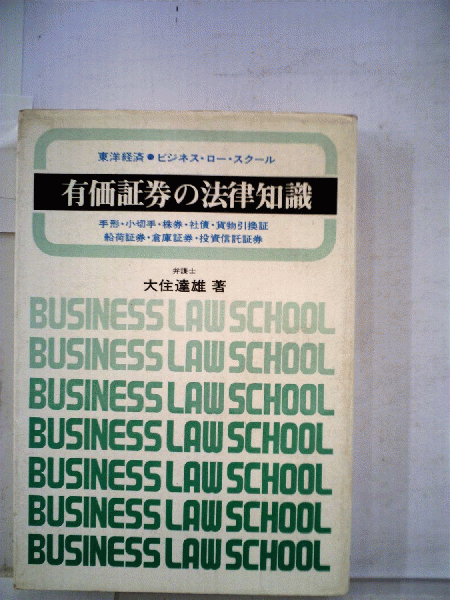 東洋経済●ビジネス・ロー・スクール
有価証券の法律知識
手形・小切手・株券・社債・貨物引換証
船荷証券・倉庫証券・投資信託証券
弁護士
大住達雄 著
BUSINESS LAW SCHOOL
BUSINESS LAW SCHOOL
BUSINESS LAW SCHOOL
BUSINESS LAW SCHOOL
BUSINESS LAW SCHOOL
BUSINESS LAW SCHOOL
BUSINESS LAW SCHOOL